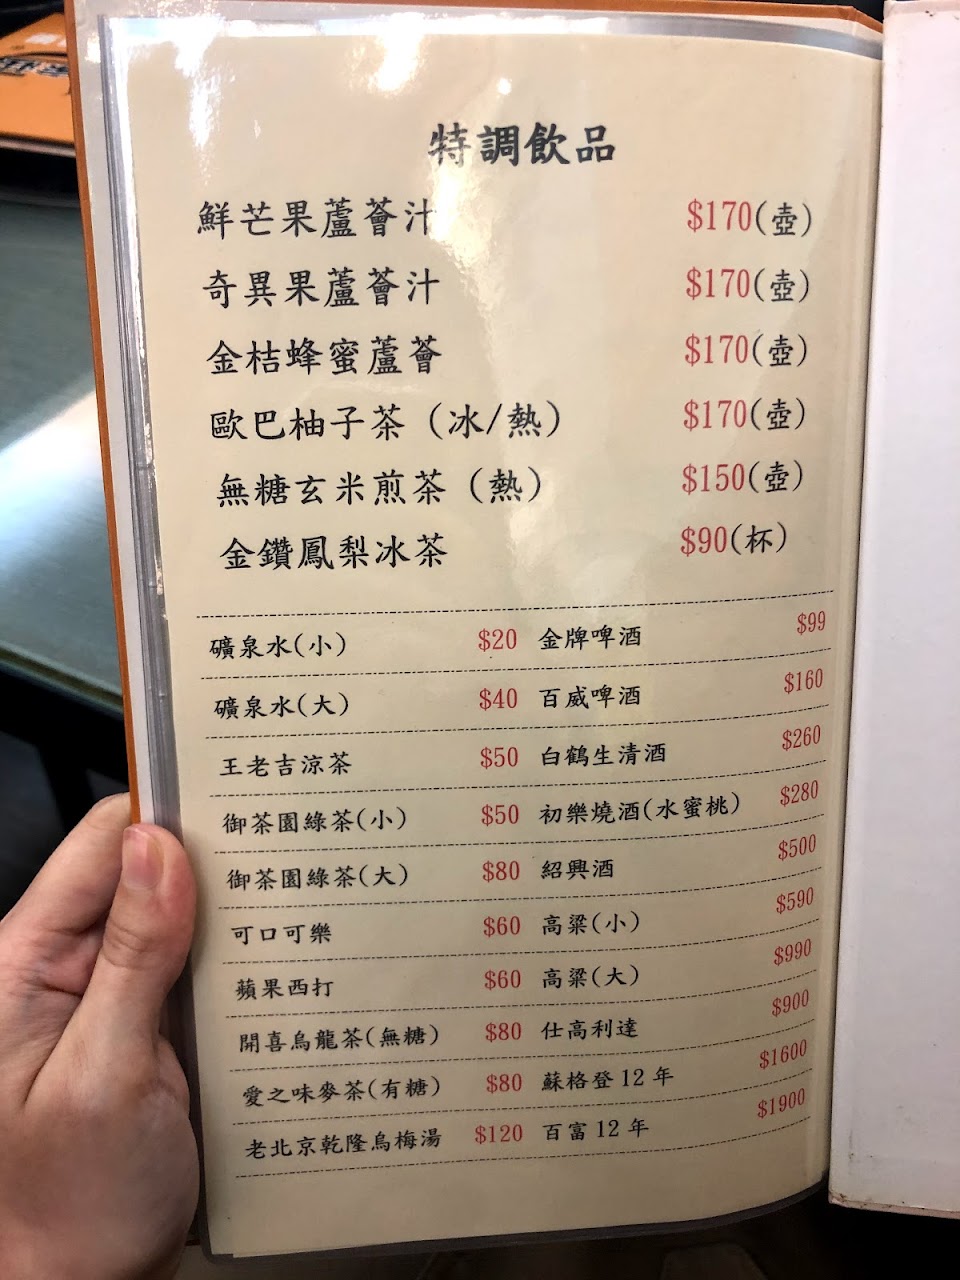 特調飲品
鮮芒果蘆薈汁 $170(壺)
奇異果蘆薈汁 $170(壺)
金桔蜂蜜蘆薈 $170(壺)
歐巴柚子茶 (冰/熱) $170(壺)
無糖玄米煎茶 (熱) $150(壺)
金鑽鳳梨冰茶 $90(杯)
礦泉水(小) $20 金牌啤酒 $99
礦泉水(大) $40 百威啤酒 $160
王老吉涼茶 $50 白鶴生清酒 $260
御茶園綠茶(小) $50 初樂燒酒(水蜜桃) $280
御茶園綠茶(大) $80 紹興酒 $500
可口可樂 $60 高粱(小) $590
蘋果西打 $60 高粱(大) $990
開喜烏龍茶(無糖) $80 仕高利達 $900
愛之味麥茶(有糖) $80 蘇格登12年 $1600
老北京乾隆烏梅湯 $120 百富12年 $1900